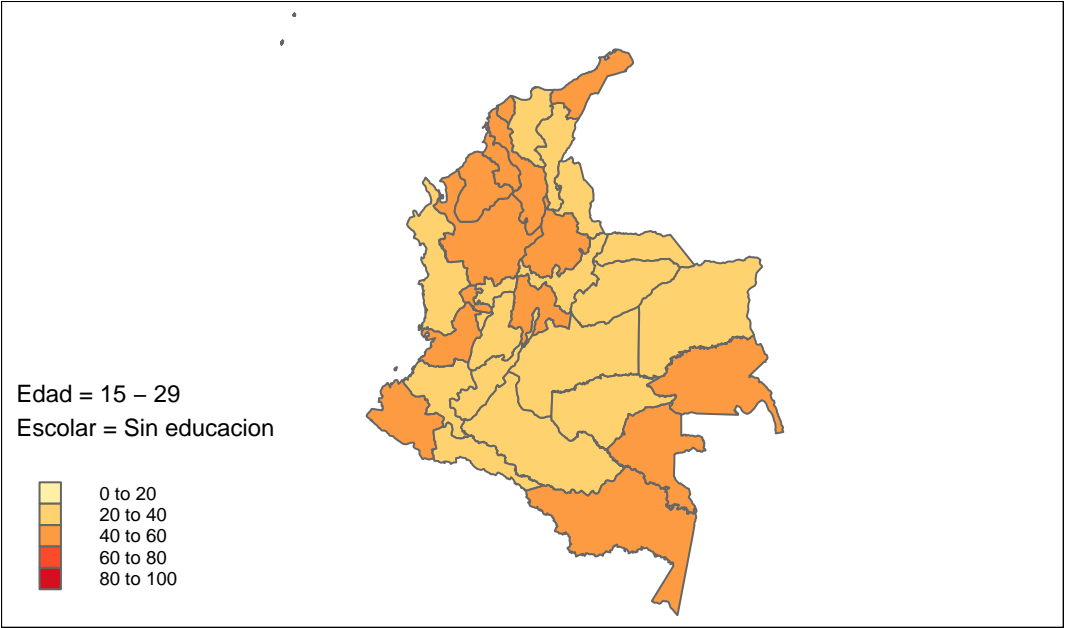 Edad = 15 − 29
Escolar = Sin educacion
0 to 20
20 to 40
40 to 60
60 to 80
80 to 100